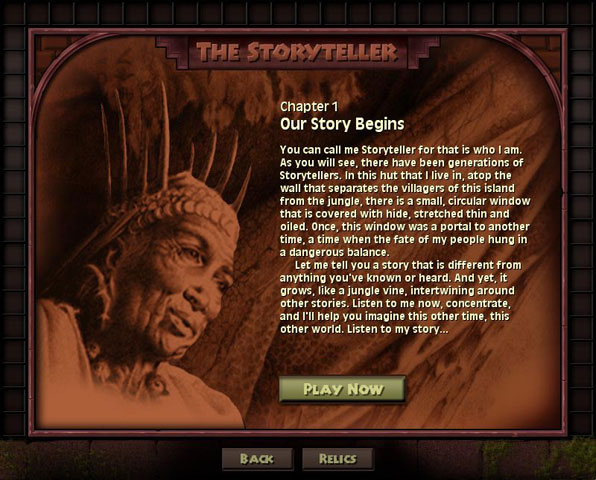 The Storyteller
Chapter 1
Our Story Begins
You can call me Storyteller for that is who I am.
As you will see, there have been generations of
Storytellers. In this hut that I live in, atop the
wall that separates the villagers of this island
from the jungle, there is a small, circular window
that is covered with hide, stretched thin and
oiled. Once, this window was a portal to another
time, a time when the fate of my people hung in
a dangerous balance.
Let me tell you a story that is different from
anything you've known or heard. And yet, it
grows, like a jungle vine, intertwining around
other stories. Listen to me now, concentrate,
and I'll help you imagine this other time, this
other world. Listen to my story...
Play Now
Back
Relics